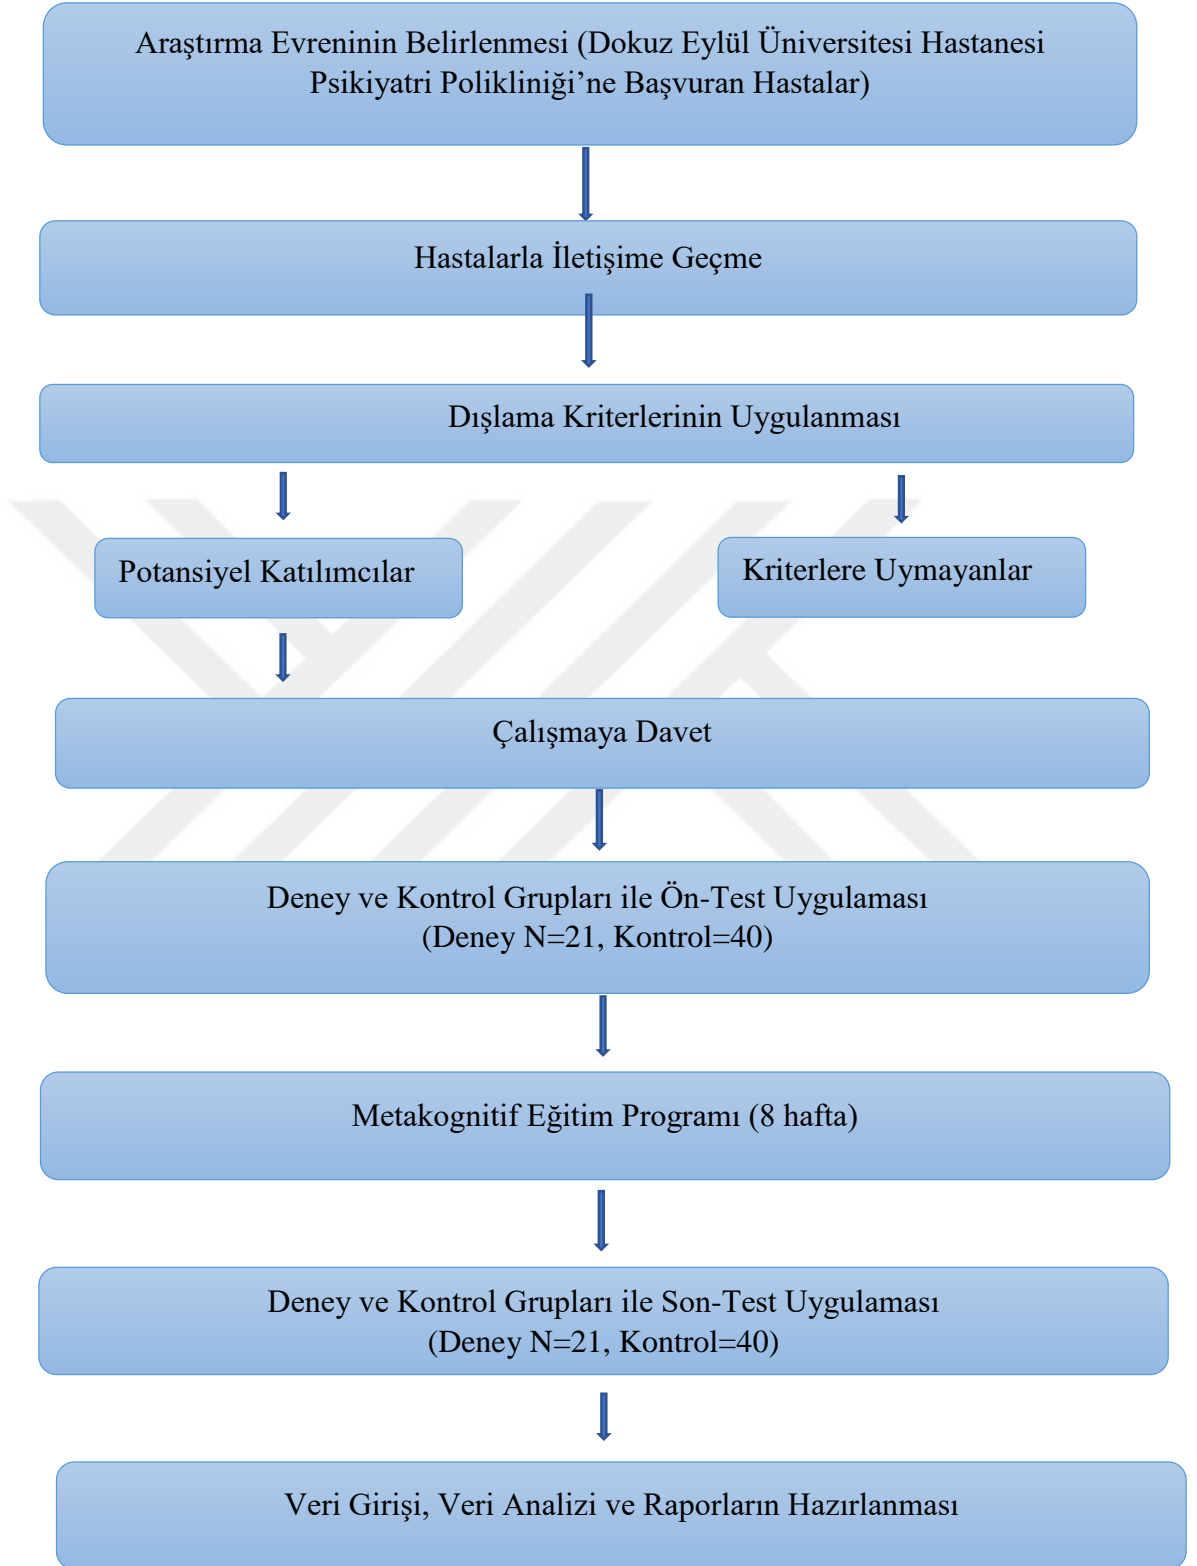 Araştırma Evreninin Belirlenmesi (Dokuz Eylül Üniversitesi Hastanesi
Psikiyatri Polikliniği’ne Başvuran Hastalar)
Hastalarla İletişime Geçme
Dışlama Kriterlerinin Uygulanması
Potansiyel Katılımcılar
Kriterlere Uymayanlar
Çalışmaya Davet
Deney ve Kontrol Grupları ile Ön-Test Uygulaması
(Deney N=21, Kontrol=40)
Metakognitif Eğitim Programı (8 hafta)
Deney ve Kontrol Grupları ile Son-Test Uygulaması
(Deney N=21, Kontrol=40)
Veri Girişi, Veri Analizi ve Raporların Hazırlanması